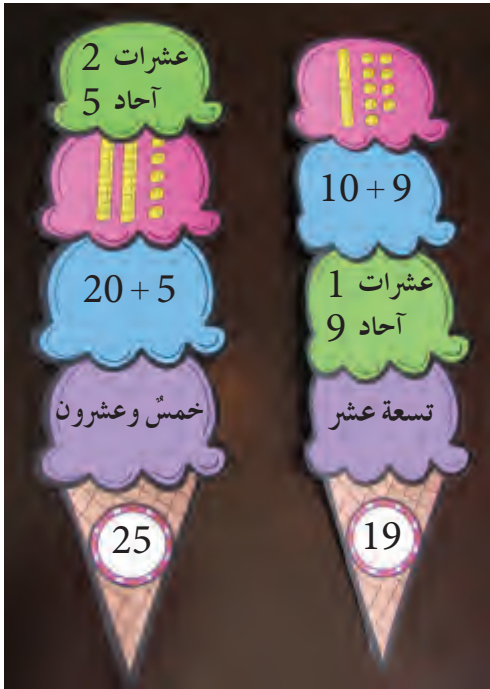 عشرات 2
آحاد 5
20 + 5
خمسٌ وعشرون
25
10 + 9
عشرات 1
آحاد 9
تسعة عشر
19